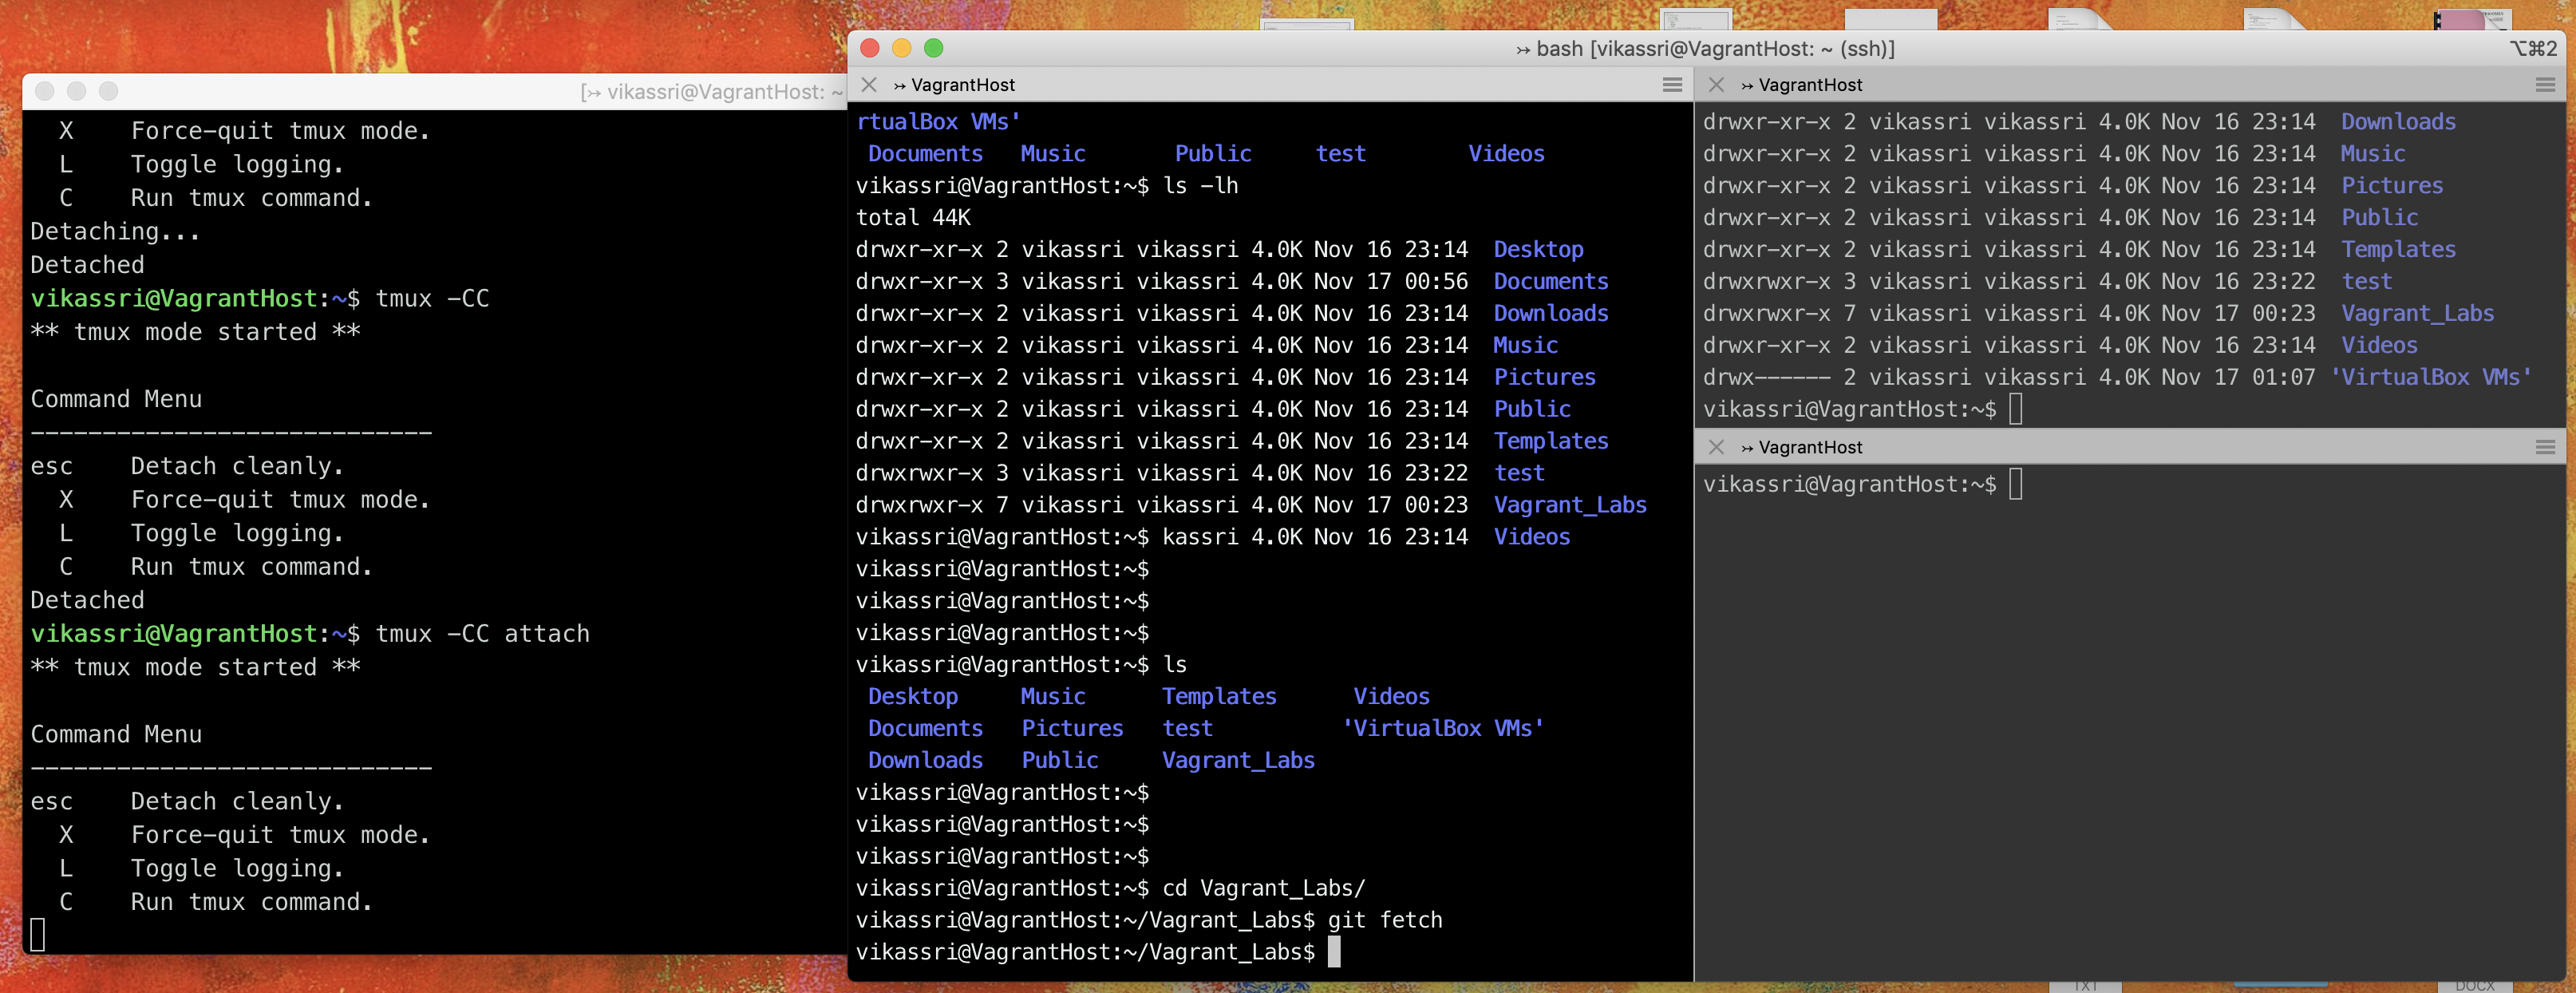 [↣ vikassri@VagrantHost: ~
X    Force-quit tmux mode.
L    Toggle logging.
C    Run tmux command.
Detaching...
Detached
vikassri@VagrantHost:~$ tmux -CC
** tmux mode started **
Command Menu
----------------------------
esc    Detach cleanly.
X    Force-quit tmux mode.
L    Toggle logging.
C    Run tmux command.
Detached
vikassri@VagrantHost:~$ tmux -CC attach
** tmux mode started **
Command Menu
----------------------------
esc    Detach cleanly.
X    Force-quit tmux mode.
L    Toggle logging.
C    Run tmux command.
↣ bash [vikassri@VagrantHost: ~ (ssh)]
⌥⌘2
↣ VagrantHost
rtualBox VMs'
Documents   Music       Public     test        Videos
vikassri@VagrantHost:~$ ls -lh
total 44K
drwxr-xr-x 2 vikassri vikassri 4.0K Nov 16 23:14  Desktop
drwxr-xr-x 3 vikassri vikassri 4.0K Nov 17 00:56  Documents
drwxr-xr-x 2 vikassri vikassri 4.0K Nov 16 23:14  Downloads
drwxr-xr-x 2 vikassri vikassri 4.0K Nov 16 23:14  Music
drwxr-xr-x 2 vikassri vikassri 4.0K Nov 16 23:14  Pictures
drwxr-xr-x 2 vikassri vikassri 4.0K Nov 16 23:14  Public
drwxr-xr-x 2 vikassri vikassri 4.0K Nov 16 23:14  Templates
drwxrwxr-x 3 vikassri vikassri 4.0K Nov 16 23:22  test
drwxrwxr-x 7 vikassri vikassri 4.0K Nov 17 00:23  Vagrant_Labs
vikassri@VagrantHost:~$ kassri 4.0K Nov 16 23:14  Videos
vikassri@VagrantHost:~$
vikassri@VagrantHost:~$
vikassri@VagrantHost:~$
vikassri@VagrantHost:~$ ls
Desktop     Music      Templates      Videos
Documents   Pictures   test          'VirtualBox VMs'
Downloads   Public     Vagrant_Labs
vikassri@VagrantHost:~$
vikassri@VagrantHost:~$
vikassri@VagrantHost:~$
vikassri@VagrantHost:~$ cd Vagrant_Labs/
vikassri@VagrantHost:~/Vagrant_Labs$ git fetch
vikassri@VagrantHost:~/Vagrant_Labs$
↣ VagrantHost
drwxr-xr-x 2 vikassri vikassri 4.0K Nov 16 23:14  Downloads
drwxr-xr-x 2 vikassri vikassri 4.0K Nov 16 23:14  Music
drwxr-xr-x 2 vikassri vikassri 4.0K Nov 16 23:14  Pictures
drwxr-xr-x 2 vikassri vikassri 4.0K Nov 16 23:14  Public
drwxr-xr-x 2 vikassri vikassri 4.0K Nov 16 23:14  Templates
drwxrwxr-x 3 vikassri vikassri 4.0K Nov 16 23:22  test
drwxrwxr-x 7 vikassri vikassri 4.0K Nov 17 00:23  Vagrant_Labs
drwxr-xr-x 2 vikassri vikassri 4.0K Nov 16 23:14  Videos
drwx------ 2 vikassri vikassri 4.0K Nov 17 01:07 'VirtualBox VMs'
vikassri@VagrantHost:~$
↣ VagrantHost
vikassri@VagrantHost:~$
TXT
DOCX